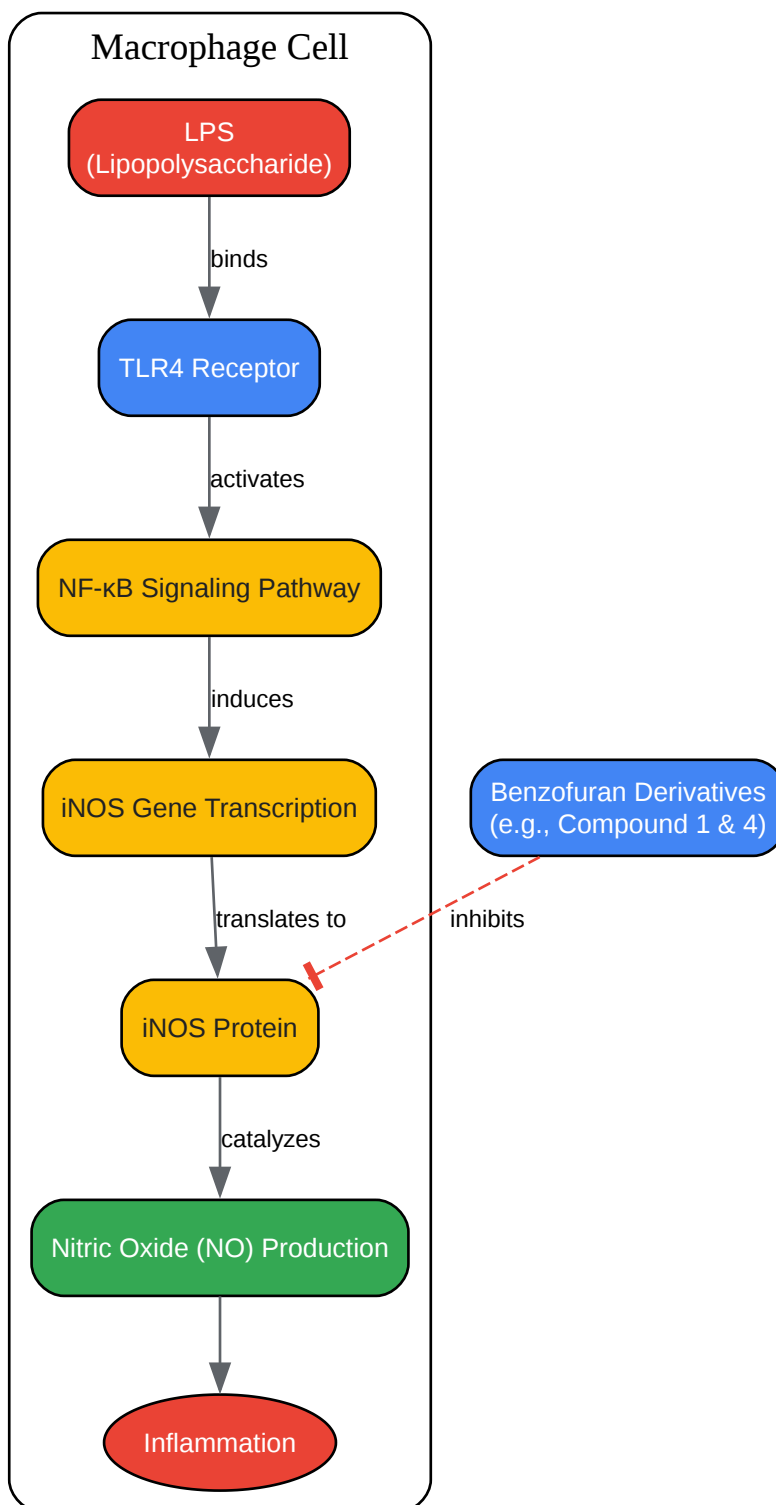 Macrophage Cell
LPS
(Lipopolysaccharide)
binds
TLR4 Receptor
activates
NF-κB Signaling Pathway
induces
iNOS Gene Transcription
Benzofuran Derivatives
(e.g., Compound 1 & 4)
translates to
inhibits
iNOS Protein
catalyzes
Nitric Oxide (NO) Production
Inflammation